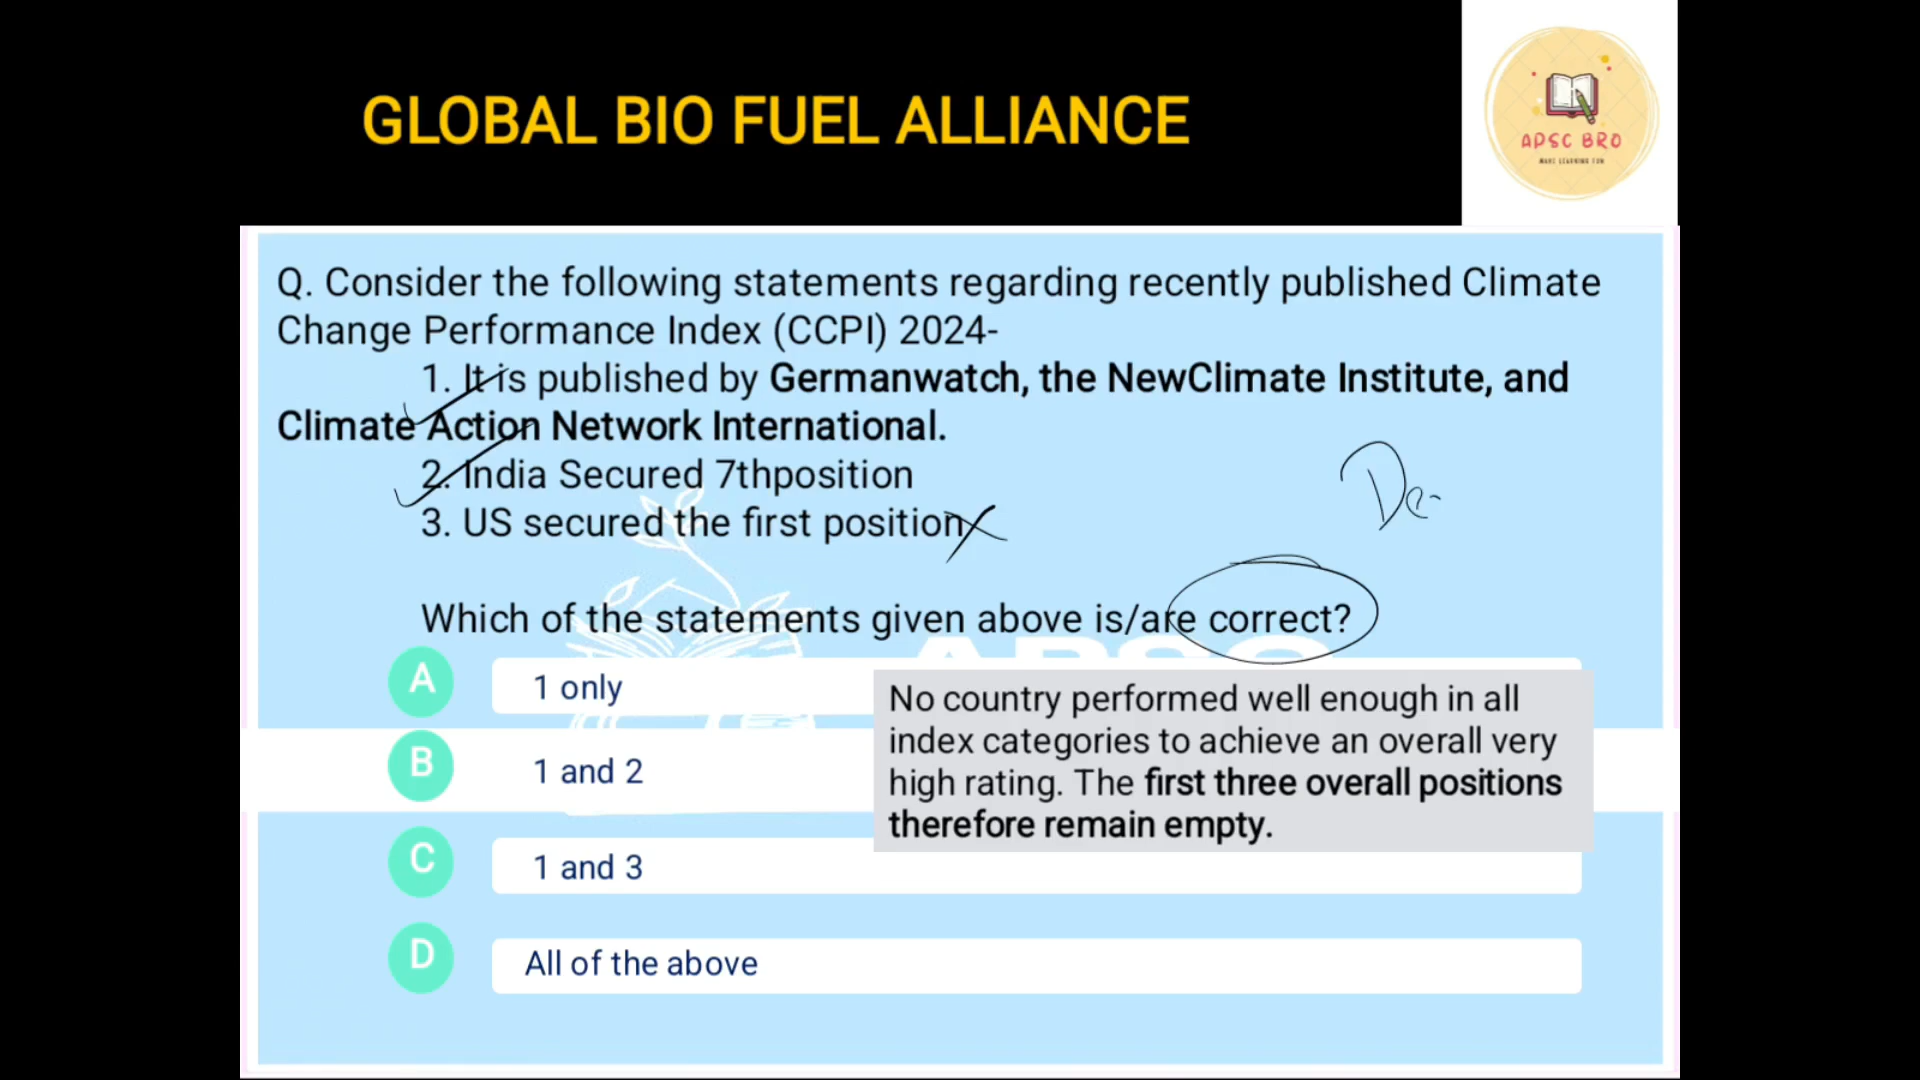 GLOBAL BIO FUEL ALLIANCE
APSC BRO
MAKE LEARNING FUN
Q. Consider the following statements regarding recently published Climate
Change Performance Index (CCPI) 2024-
1. It is published by Germanwatch, the NewClimate Institute, and
Climate Action Network International.
2. India Secured 7thposition
3. US secured the first position
De-
Which of the statements given above is/are correct?
A
1 only
B
1 and 2
No country performed well enough in all
index categories to achieve an overall very
high rating. The first three overall positions
therefore remain empty.
C
1 and 3
D
All of the above